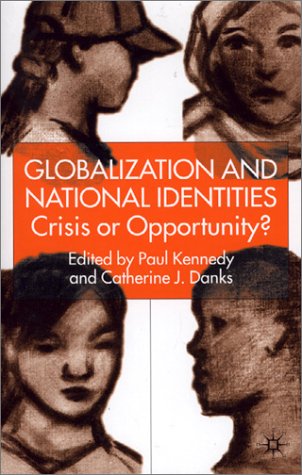 GLOBALIZATION AND
NATIONAL IDENTITIES
Crisis or Opportunity?
Edited by Paul Kennedy
and Catherine J. Danks